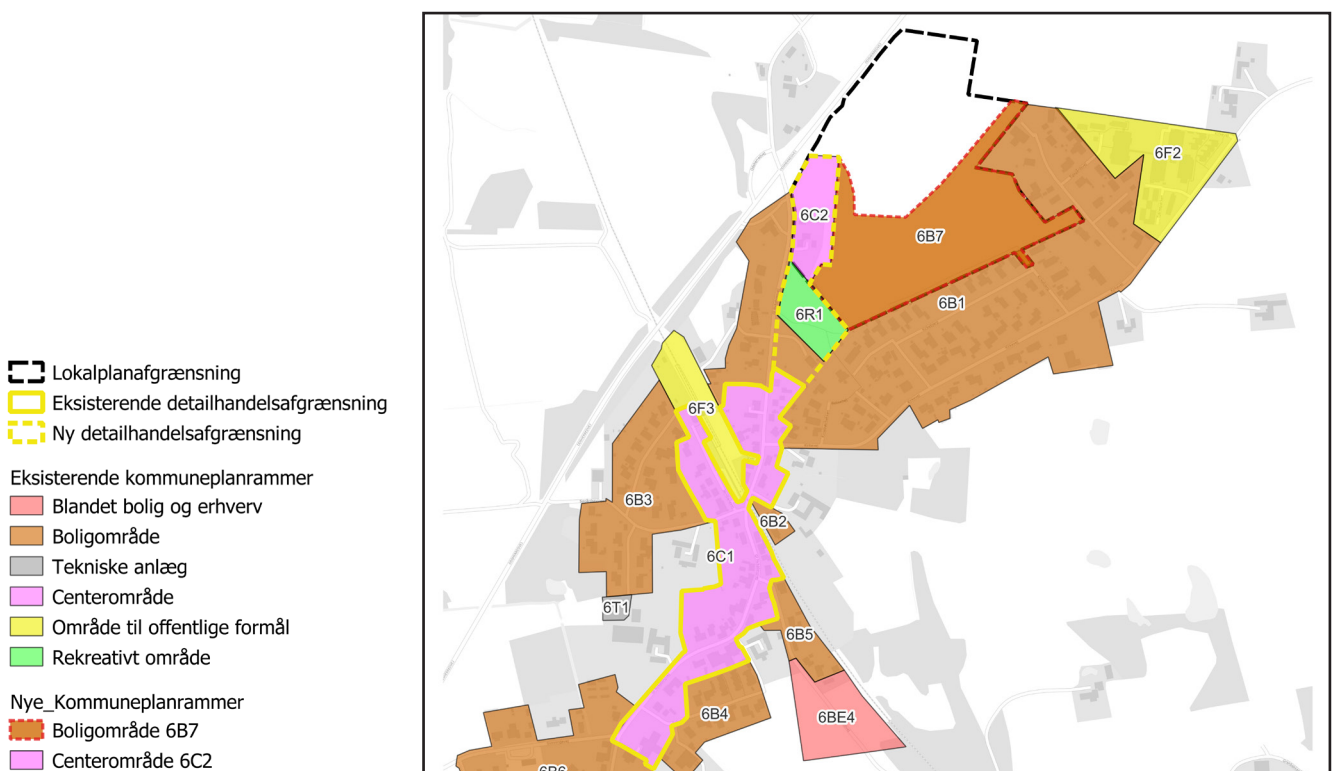 Lokalplanafgrænsning
Eksisterende detailhandelsafgrænsning
Ny detailhandelsafgrænsning
Eksisterende kommuneplanrammer
Blandet bolig og erhverv
Boligområde
Tekniske anlæg
Centerområde
Område til offentlige formål
Rekreativt område
Nye_Kommuneplanrammer
Boligområde 6B7
Centerområde 6C2
6F2
6C2
6B7
6B1
6R1
6F3
6B3
6B2
6C1
6T1
6B5
6B4
6BE4
6B6